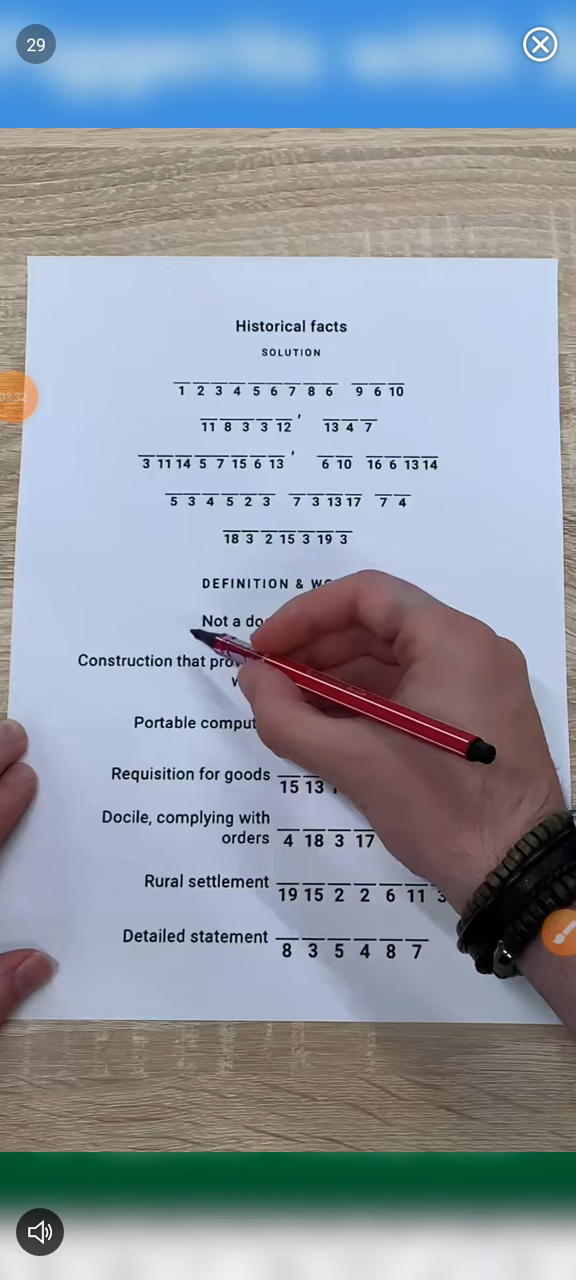 29
Historical facts
SOLUTION
1 2 3 4 5 6 7 8 6 9 6 10
11 8 3 3 12 ' 13 4 7
3 11 14 5 7 15 6 13 ' 6 10 16 6 13 14
5 3 4 5 2 3 7 3 13 17 7 4
18 3 2 15 3 19 3
DEFINITION &
Not a
03:32
Construction that
Portable
Requisition for goods 15 13
Docile, complying with
orders 4 18 3 17
Rural settlement 19 15 2 2 6 11 3
Detailed statement 8 3 5 4 8 7